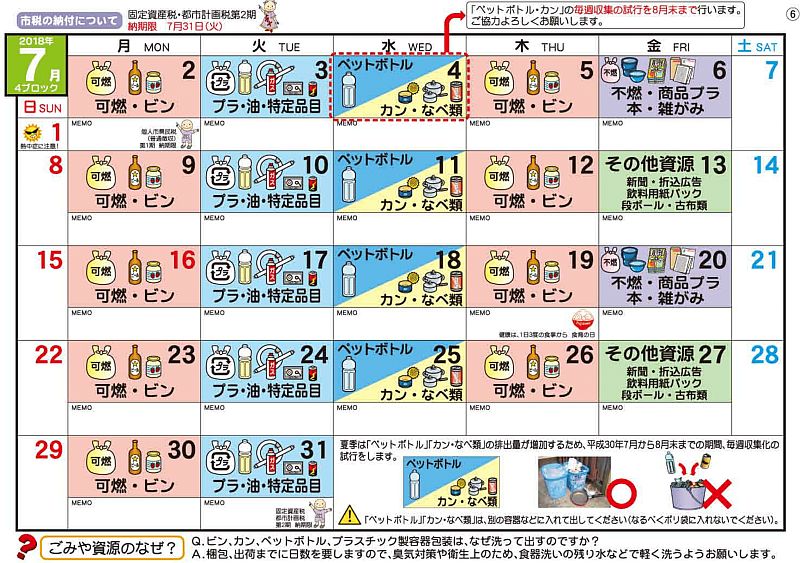 市税の納付について
固定資産税・都市計画税第2期
納期限 7月31日(火)
「ペットボトル・カン」の毎週収集の試行を8月末まで行います。
ご協力よろしくお願いします。
⑥
2018年
7月
4ブロック
日 SUN
月 MON
火 TUE
水 WED
木 THU
金 FRI
土 SAT
1
熱中症に注意!
個人市県民税
(普通徴収)
第1期 納期限
可燃
2
可燃・ビン
MEMO
プラ
3
プラ・油・特定品目
MEMO
ペットボトル
4
カン・なべ類
MEMO
可燃
5
可燃・ビン
MEMO
不燃
6
不燃・商品プラ
本・雑がみ
MEMO
7
8
可燃
9
可燃・ビン
MEMO
プラ
10
プラ・油・特定品目
MEMO
ペットボトル
11
カン・なべ類
MEMO
可燃
12
可燃・ビン
MEMO
その他資源 13
新聞・折込広告
飲料用紙パック
段ボール・古布類
MEMO
14
15
可燃
16
可燃・ビン
MEMO
プラ
17
プラ・油・特定品目
MEMO
ペットボトル
18
カン・なべ類
MEMO
可燃
19
可燃・ビン
MEMO
健康は、1日3度の食事から 食育の日
不燃
20
不燃・商品プラ
本・雑がみ
MEMO
21
22
可燃
23
可燃・ビン
MEMO
プラ
24
プラ・油・特定品目
MEMO
ペットボトル
25
カン・なべ類
MEMO
可燃
26
可燃・ビン
MEMO
その他資源 27
新聞・折込広告
飲料用紙パック
段ボール・古布類
MEMO
28
29
可燃
30
可燃・ビン
MEMO
プラ
31
プラ・油・特定品目
MEMO
固定資産税
都市計画税
第2期 納期限
夏季は「ペットボトル」「カン・なべ類」の排出量が増加するため、平成30年7月から8月末までの期間、毎週収集化の
試行をします。
ペットボトル
カン・なべ類
「ペットボトル」「カン・なべ類」は、別の容器などに入れて出してください(なるべくポリ袋に入れないでください)。
ごみや資源のなぜ?
Q.ビン、カン、ペットボトル、プラスチック製容器包装は、なぜ洗って出すのですか?
A.梱包、出荷までに日数を要しますので、臭気対策や衛生上のため、食器洗いの残り水などで軽く洗うようお願いします。